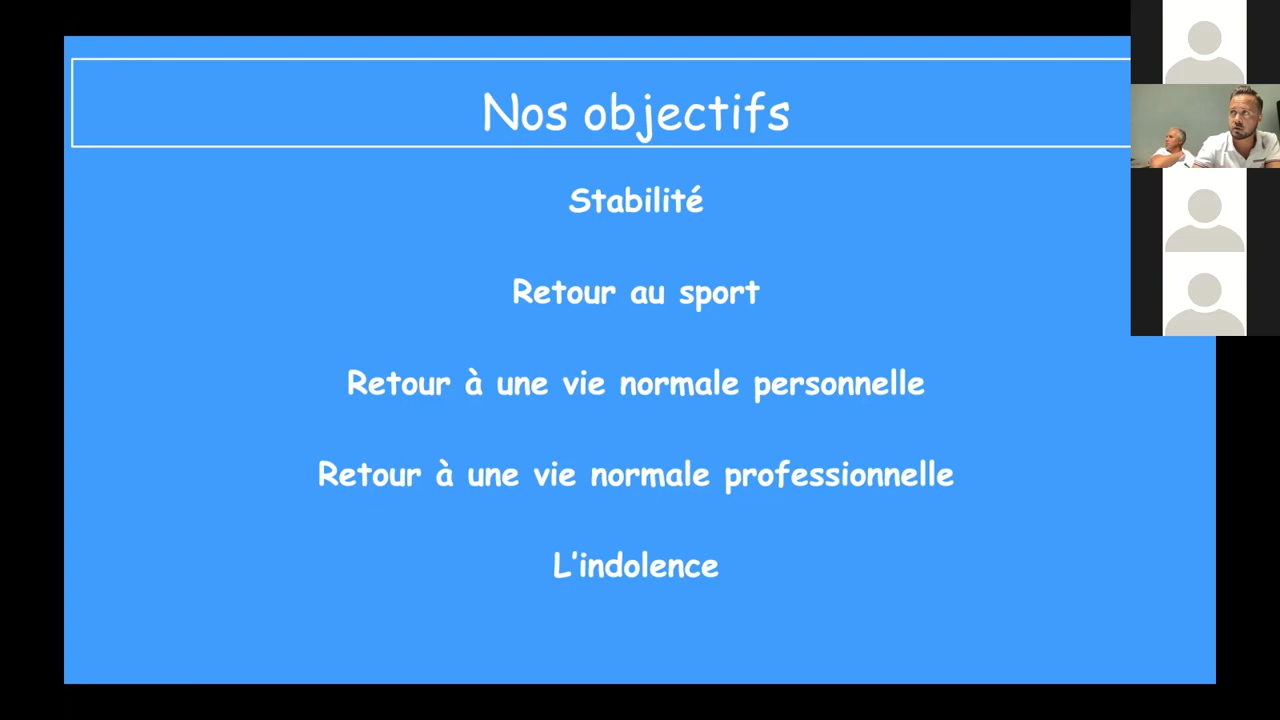 Nos objectifs
Stabilité
Retour au sport
Retour à une vie normale personnelle
Retour à une vie normale professionnelle
L'indolence